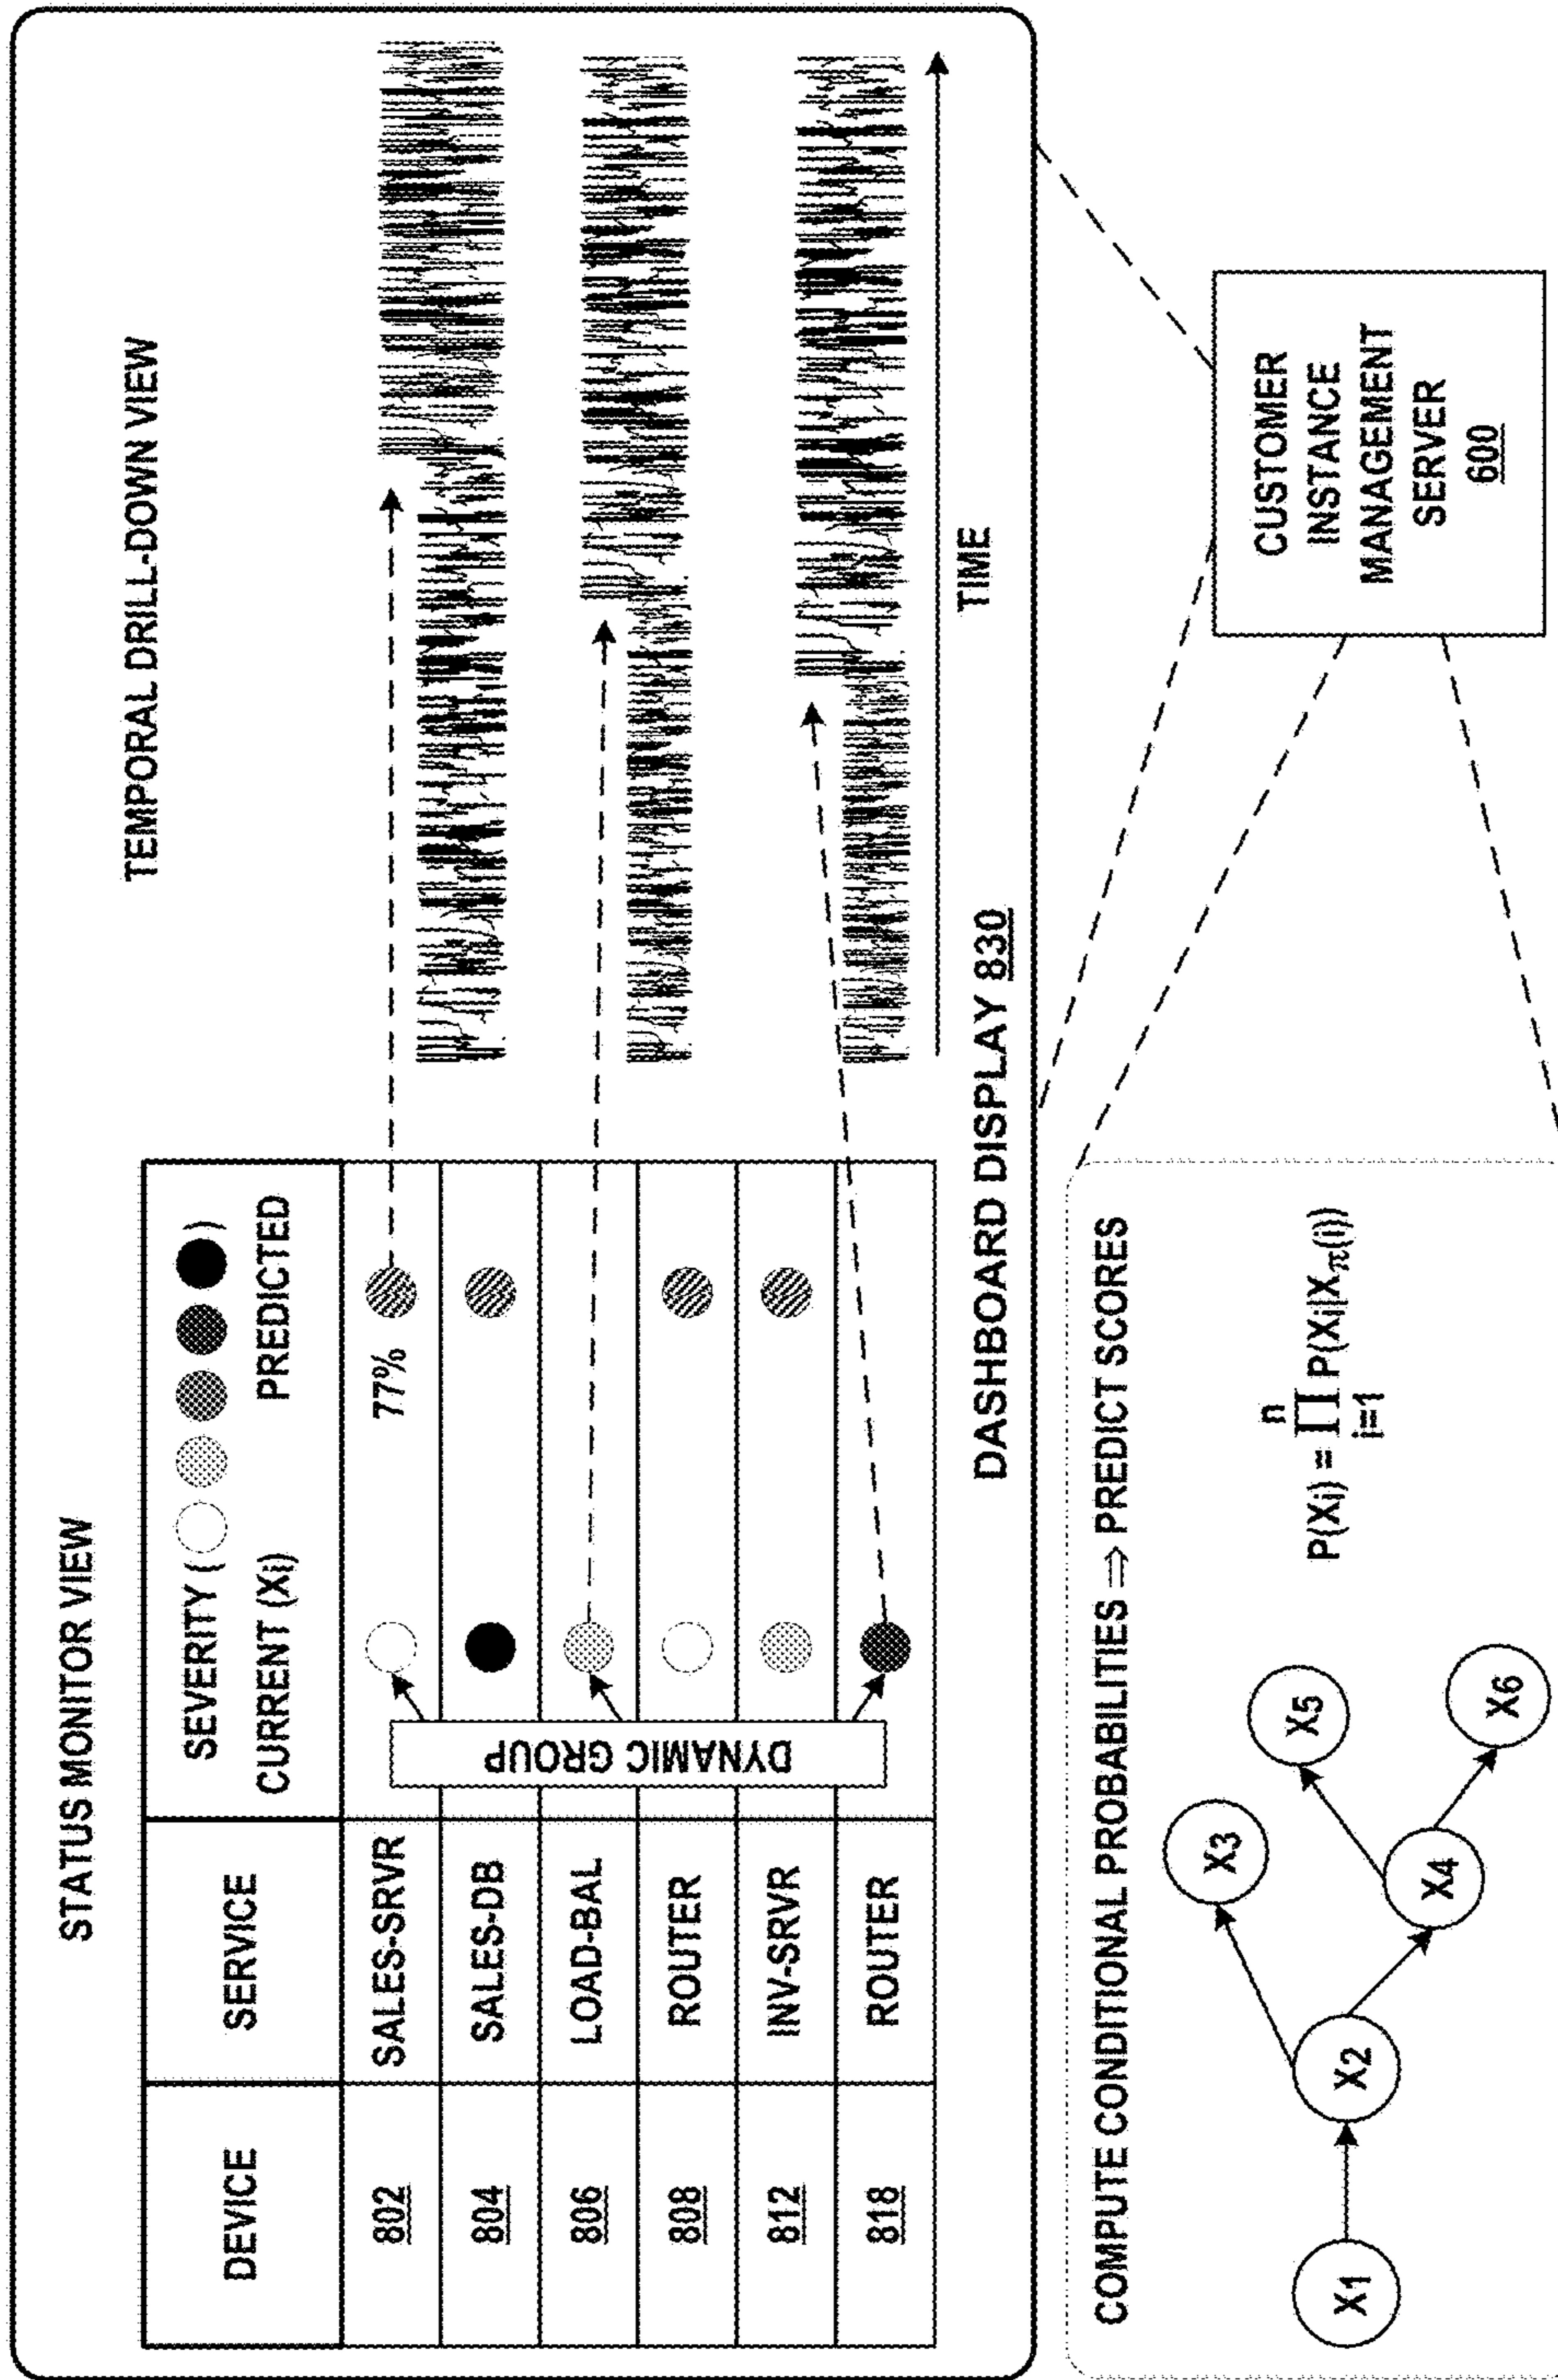 STATUS MONITOR VIEW
TEMPORAL DRILL-DOWN VIEW
DEVICE
SERVICE
SEVERITY ( )
CURRENT (Xi)
PREDICTED
802
SALES-SRVR
77%
804
SALES-DB
806
LOAD-BAL
808
ROUTER
812
INV-SRVR
818
ROUTER
DYNAMIC GROUP
TIME
DASHBOARD DISPLAY 830
COMPUTE CONDITIONAL PROBABILITIES ⇒ PREDICT SCORES
X1
X2
X3
X4
X5
X6
P(Xi) = n ∏ i=1 P(Xi|Xπ(i))
CUSTOMER
INSTANCE
MANAGEMENT
SERVER
600